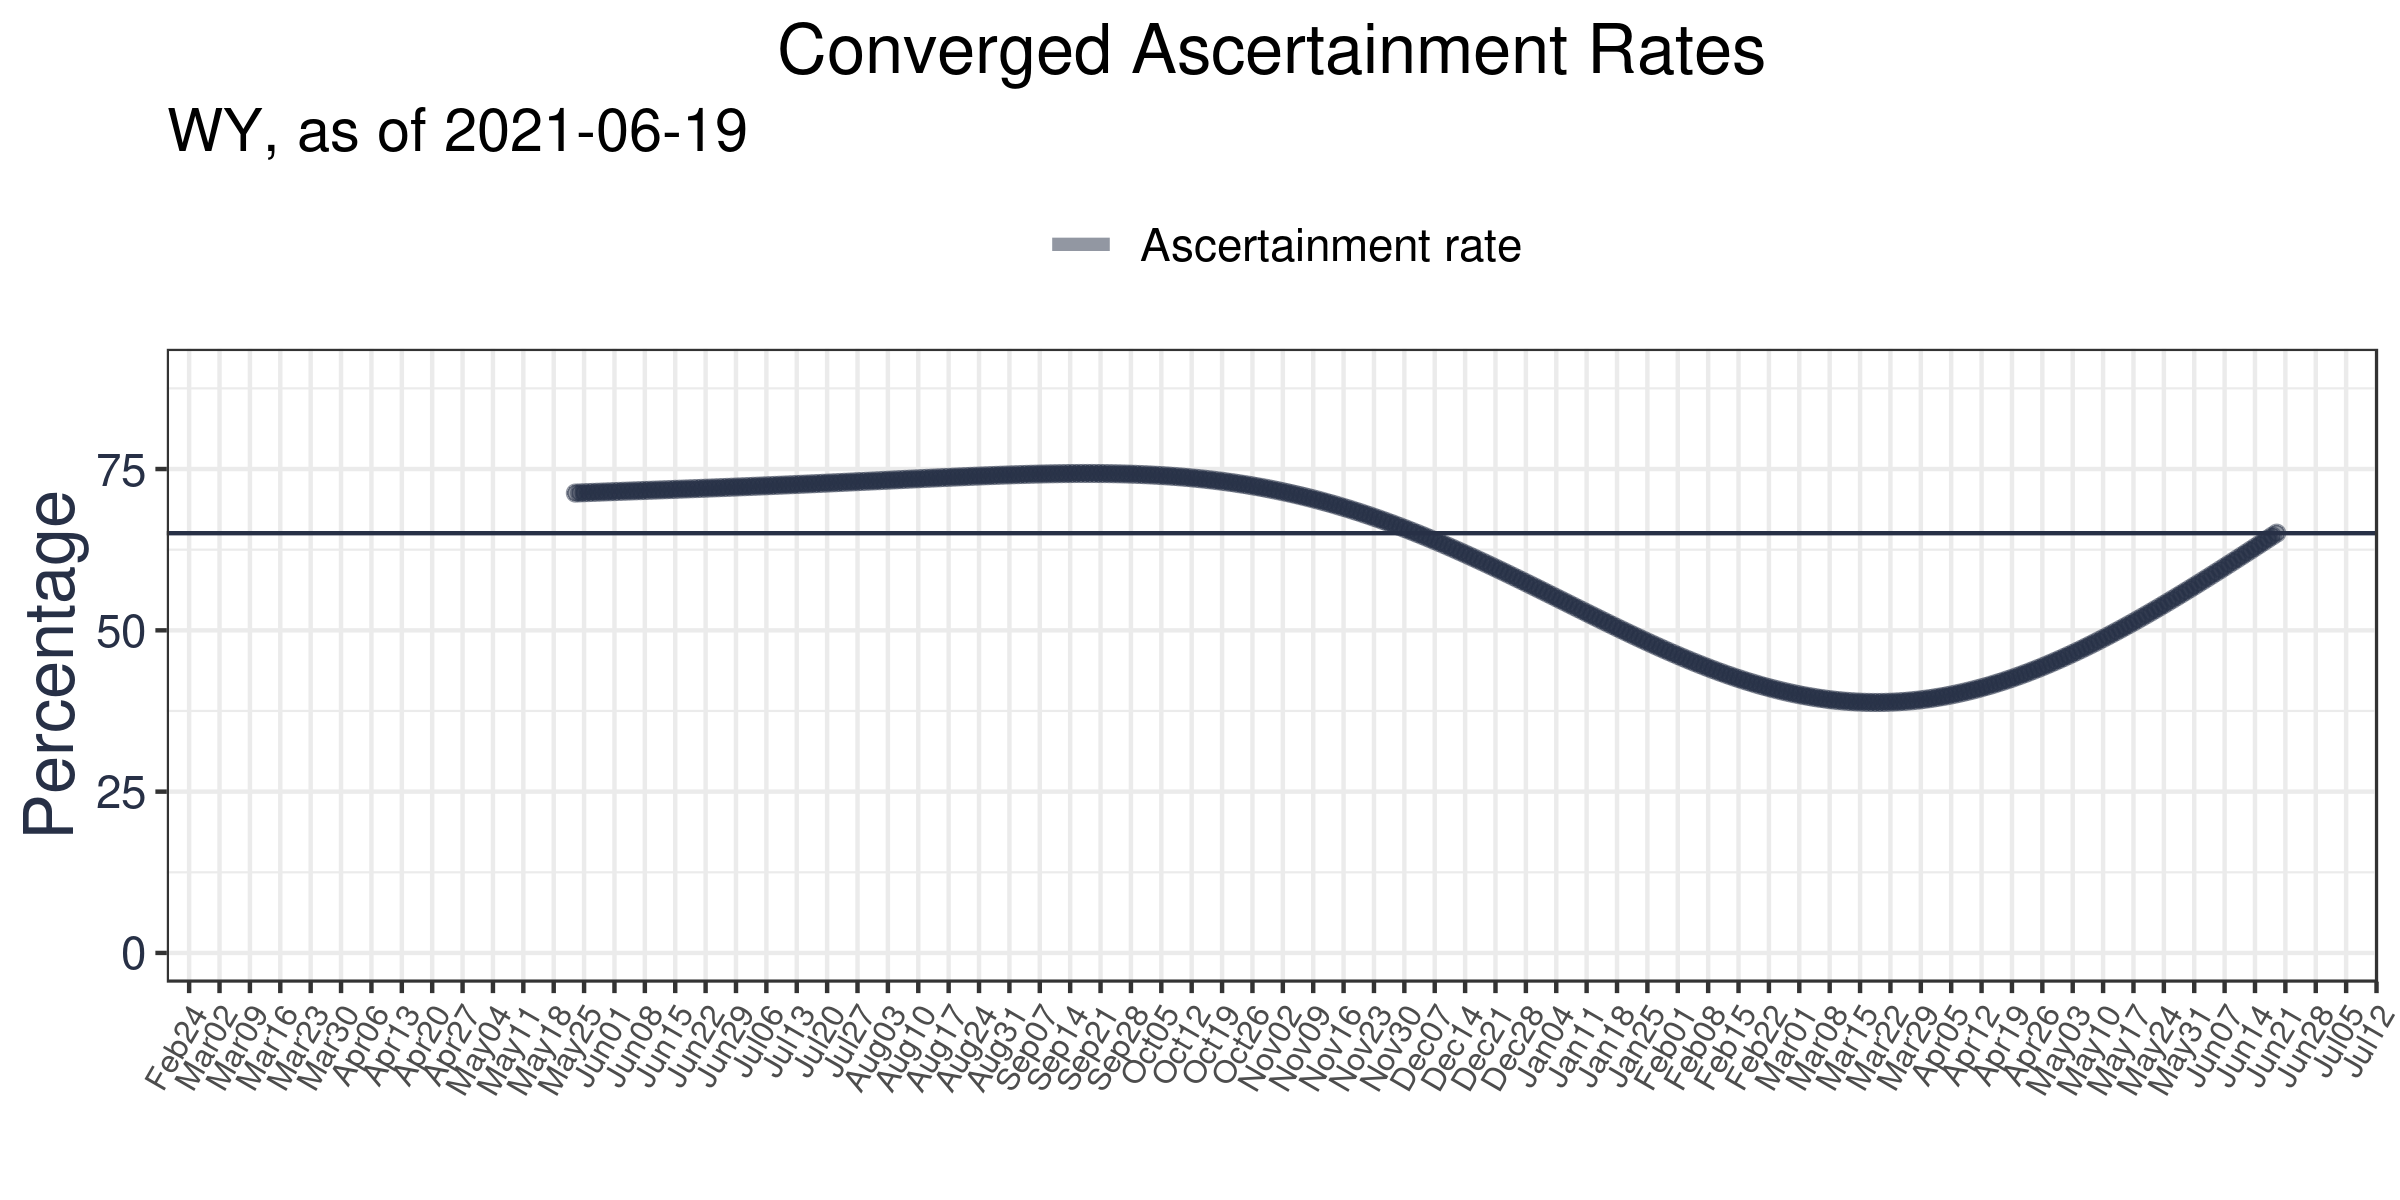 Converged Ascertainment Rates
WY, as of 2021-06-19
Ascertainment rate
Percentage
75
50
25
0
Feb24
Mar02
Mar09
Mar16
Mar23
Mar30
Apr06
Apr13
Apr20
Apr27
May04
May11
May18
May25
Jun01
Jun08
Jun15
Jun22
Jun29
Jul06
Jul13
Jul20
Jul27
Aug03
Aug10
Aug17
Aug24
Aug31
Sep07
Sep14
Sep21
Sep28
Oct05
Oct12
Oct19
Oct26
Nov02
Nov09
Nov16
Nov23
Nov30
Dec07
Dec14
Dec21
Dec28
Jan04
Jan11
Jan18
Jan25
Feb01
Feb08
Feb15
Feb22
Mar01
Mar08
Mar15
Mar22
Mar29
Apr05
Apr12
Apr19
Apr26
May03
May10
May17
May24
May31
Jun07
Jun14
Jun21
Jun28
Jul05
Jul12